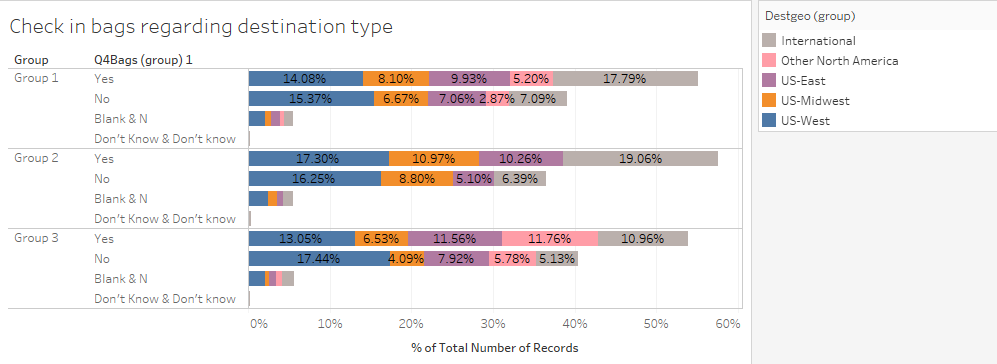 Check in bags regarding destination type
Group Q4Bags (group) 1
Group 1 Yes 14.08% 8.10% 9.93% 5.20% 17.79%
No 15.37% 6.67% 7.06% 2.87% 7.09%
Blank & N
Don't Know & Don't know
Group 2 Yes 17.30% 10.97% 10.26% 19.06%
No 16.25% 8.80% 5.10% 6.39%
Blank & N
Don't Know & Don't know
Group 3 Yes 13.05% 6.53% 11.56% 11.76% 10.96%
No 17.44% 4.09% 7.92% 5.78% 5.13%
Blank & N
Don't Know & Don't know
0% 10% 20% 30% 40% 50% 60%
% of Total Number of Records
Destgeo (group)
International
Other North America
US-East
US-Midwest
US-West